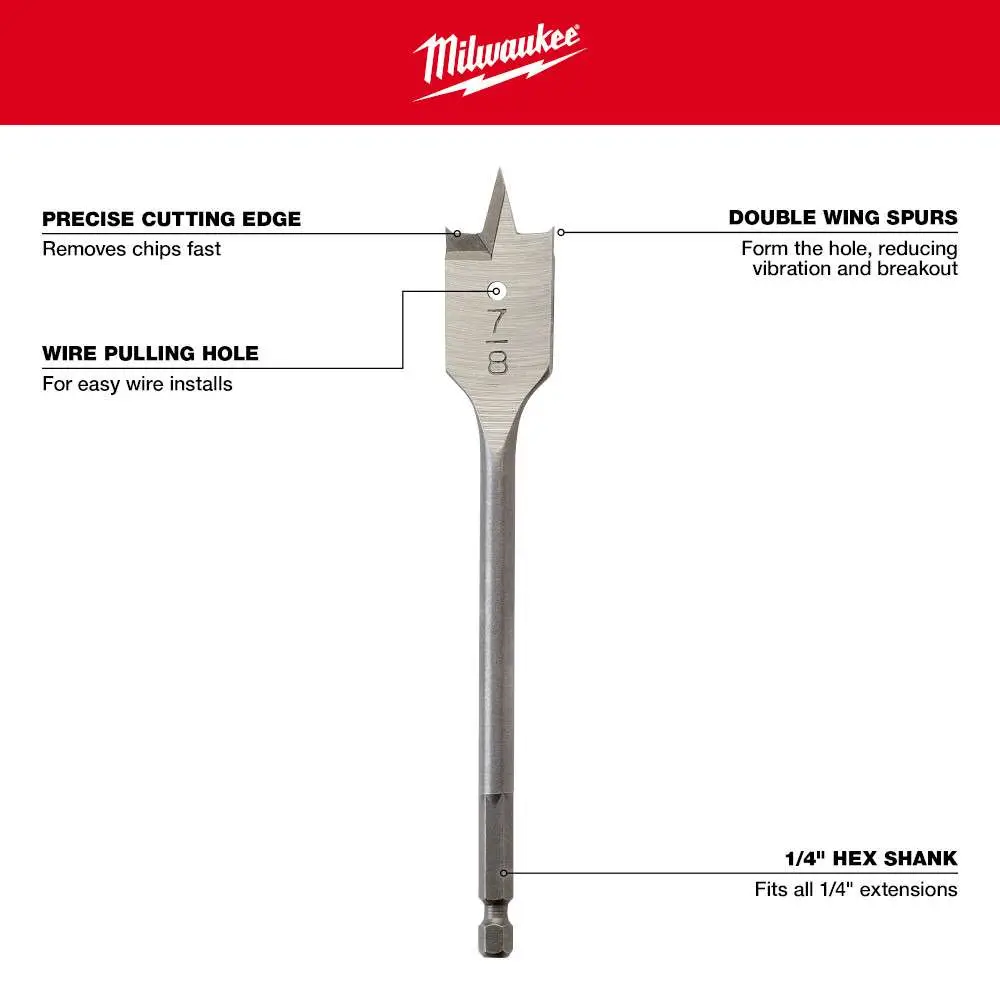 Milwaukee®
PRECISE CUTTING EDGE
Removes chips fast
DOUBLE WING SPURS
Form the hole, reducing
vibration and breakout
WIRE PULLING HOLE
For easy wire installs
7/8
1/4" HEX SHANK
Fits all 1/4" extensions